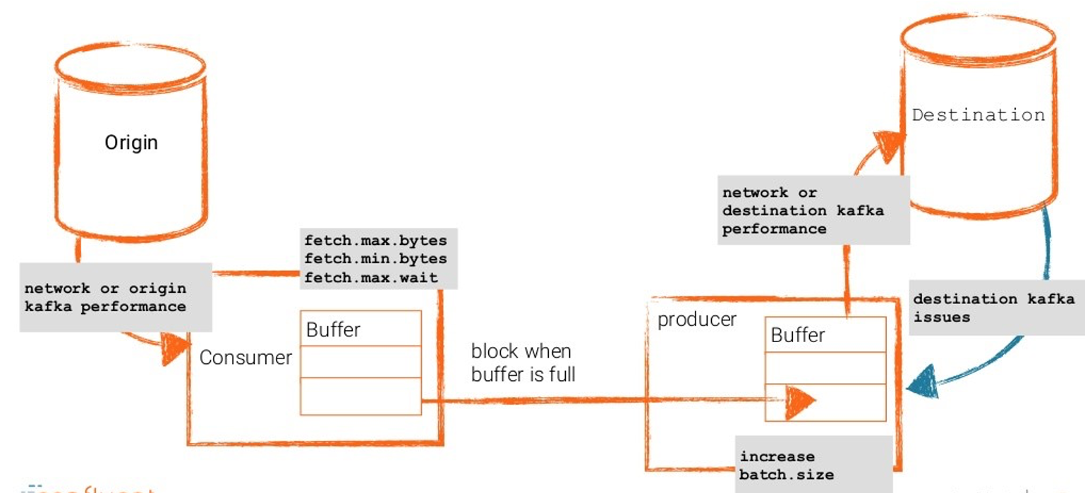 Origin
Destination
network or
destination kafka
performance
fetch.max.bytes
fetch.min.bytes
fetch.max.wait
network or origin
kafka performance
destination kafka
issues
Buffer
Consumer
block when
buffer is full
producer
Buffer
increase
batch.size